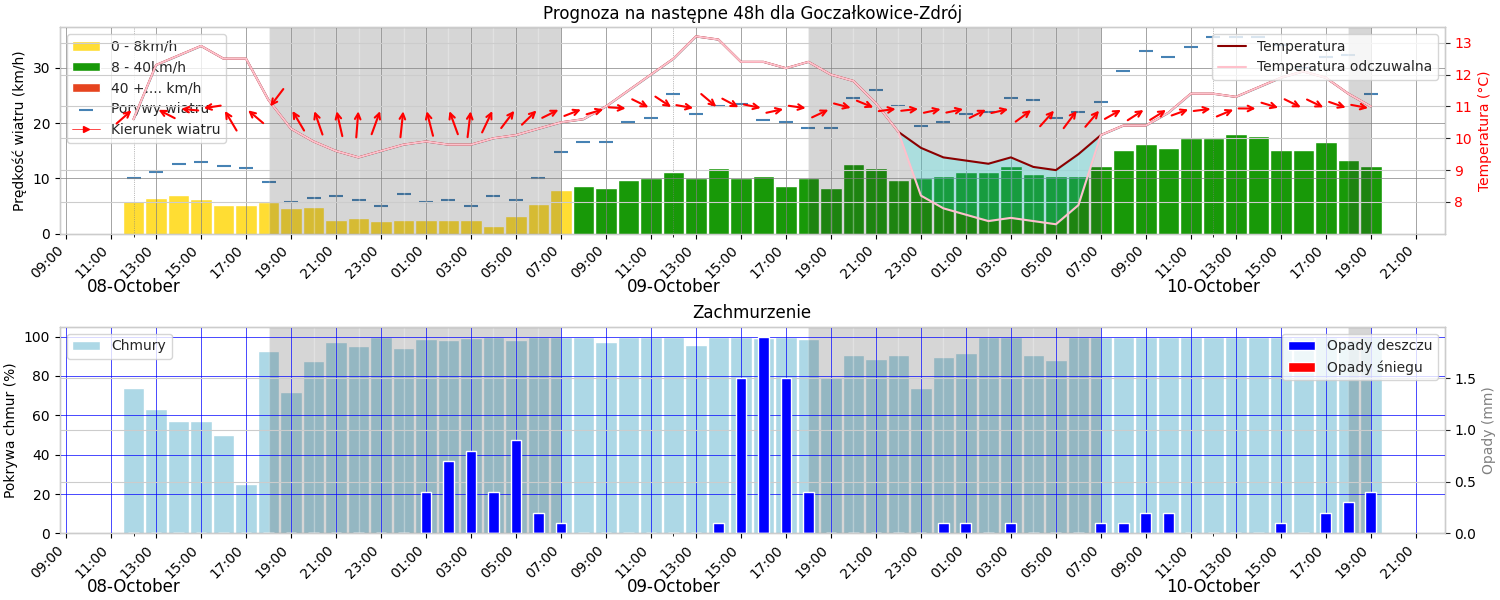 Prognoza na następne 48h dla Goczałkowice-Zdrój
0 - 8km/h
8 - 40km/h
40 +.... km/h
Porywy wiatru
Kierunek wiatru
Temperatura
Temperatura odczuwalna
Prędkość wiatru (km/h)
30
20
10
0
13
12
11
10
9
8
Temperatura (°C)
09:00 11:00 13:00 15:00 17:00 19:00 21:00 23:00 01:00 03:00 05:00 07:00 09:00 11:00 13:00 15:00 17:00 19:00 21:00 23:00 01:00 03:00 05:00 07:00 09:00 11:00 13:00 15:00 17:00 19:00 21:00
08-October 09-October 10-October
Zachmurzenie
Chmury
Opady deszczu
Opady śniegu
Pokrywa chmur (%)
100
80
60
40
20
0
1.5
1.0
0.5
0.0
Opady (mm)
09:00 11:00 13:00 15:00 17:00 19:00 21:00 23:00 01:00 03:00 05:00 07:00 09:00 11:00 13:00 15:00 17:00 19:00 21:00 23:00 01:00 03:00 05:00 07:00 09:00 11:00 13:00 15:00 17:00 19:00 21:00
08-October 09-October 10-October